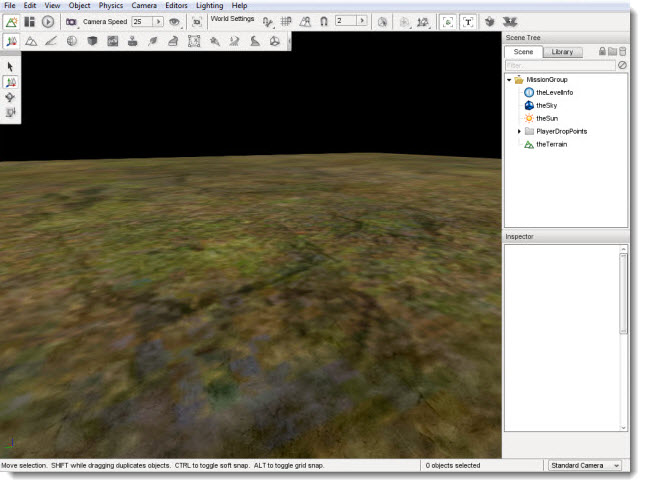 File Edit View Object Physics Camera Editors Lighting Help
Camera Speed 25 World Settings 2
Scene Tree
Scene Library
Filter...
MissionGroup
theLevelInfo
theSky
theSun
PlayerDropPoints
theTerrain
Inspector
Move selection. SHIFT while dragging duplicates objects. CTRL to toggle soft snap. ALT to toggle grid snap. 0 objects selected Standard Camera